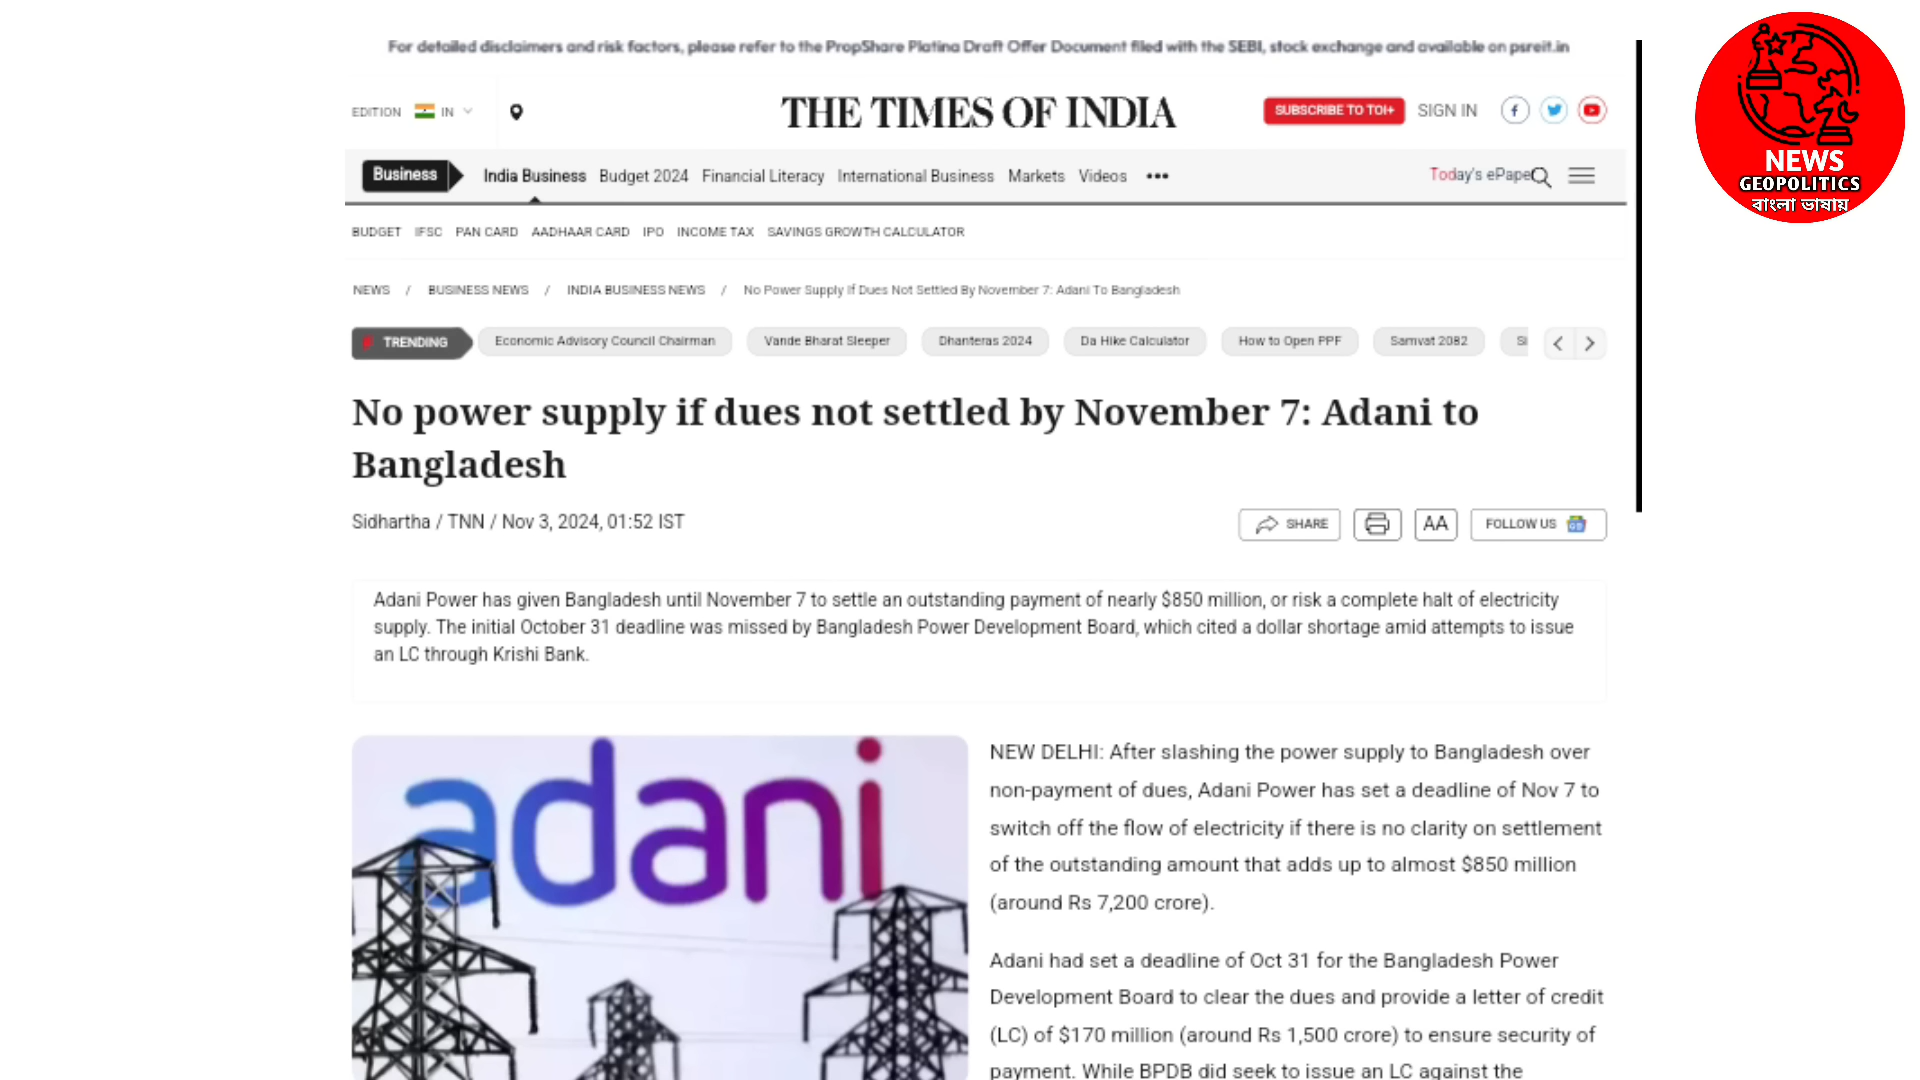 For detailed disclaimers and risk factors, please refer to the PropShare Platina Draft Offer Document filed with the SEBI, stock exchange and available on psreit.in
EDITION IN
THE TIMES OF INDIA
SUBSCRIBE TO TOI+ SIGN IN
NEWS
GEOPOLITICS
বাংলা ভাষায়
Business India Business Budget 2024 Financial Literacy International Business Markets Videos ••• Today's ePape
BUDGET IFSC PAN CARD AADHAAR CARD IPO INCOME TAX SAVINGS GROWTH CALCULATOR
NEWS / BUSINESS NEWS / INDIA BUSINESS NEWS / No Power Supply If Dues Not Settled By November 7: Adani To Bangladesh
TRENDING Economic Advisory Council Chairman Vande Bharat Sleeper Dhanteras 2024 Da Hike Calculator How to Open PPF Samvat 2082
No power supply if dues not settled by November 7: Adani to
Bangladesh
Sidhartha / TNN / Nov 3, 2024, 01:52 IST
SHARE AA FOLLOW US
Adani Power has given Bangladesh until November 7 to settle an outstanding payment of nearly $850 million, or risk a complete halt of electricity
supply. The initial October 31 deadline was missed by Bangladesh Power Development Board, which cited a dollar shortage amid attempts to issue
an LC through Krishi Bank.
adani
NEW DELHI: After slashing the power supply to Bangladesh over
non-payment of dues, Adani Power has set a deadline of Nov 7 to
switch off the flow of electricity if there is no clarity on settlement
of the outstanding amount that adds up to almost $850 million
(around Rs 7,200 crore).
Adani had set a deadline of Oct 31 for the Bangladesh Power
Development Board to clear the dues and provide a letter of credit
(LC) of $170 million (around Rs 1,500 crore) to ensure security of
payment. While BPDB did seek to issue an LC against the